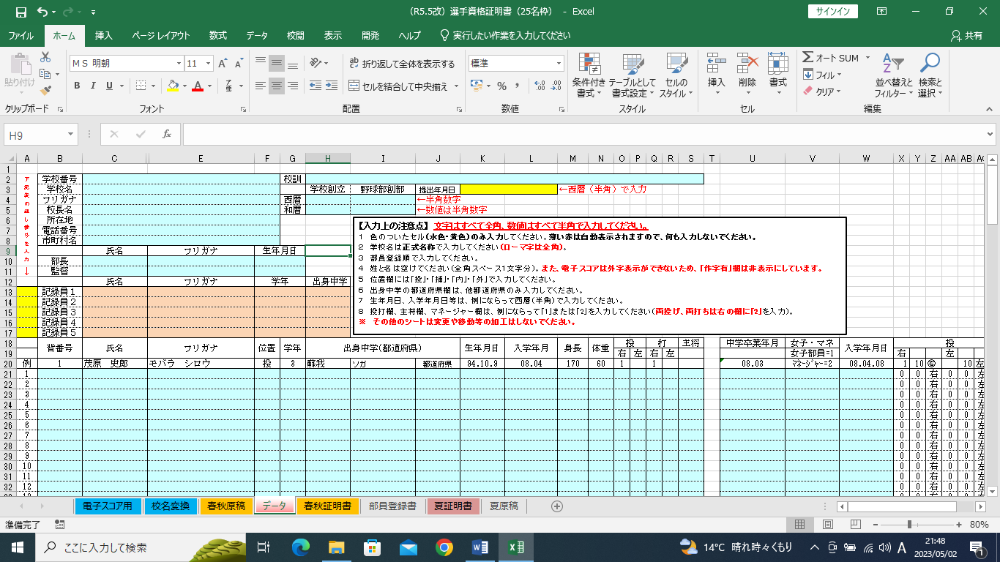 （R5.5改）選手資格証明書（25名枠） - Excel
サインイン
ファイル ホーム 挿入 ページ レイアウト 数式 データ 校閲 表示 開発 ヘルプ 実行したい作業を入力してください 共有
貼り付け
ＭＳ 明朝 11
折り返して全体を表示する
標準
B I U
セルを結合して中央揃え
条件付き書式 テーブルとして書式設定 セルのスタイル
挿入 削除 書式
オート SUM
フィル
クリア
並べ替えとフィルター 検索と選択
クリップボード フォント 配置 数値 スタイル セル 編集
H9
A B C E F G H I J K L M N O P Q R S T U V W X Y Z AA AB AC
1
2 学校番号 校訓
3 学校名 学校創立 野球部創部 提出年月日 ←西暦（半角）で入力
4 フリガナ 西暦 ←半角数字
5 校長名 和暦 ←数値は半角数字
6 所在地
7 電話番号
8 市町村名
【入力上の注意点】 文字はすべて全角、数値はすべて半角で入力してください。
1 色のついたセル(水色・黄色)のみ入力してください。薄い赤は自動表示されますので、何も入力しないでください。
2 学校名は正式名称で入力してください(ローマ字は全角)。
3 部員登録順で入力してください。
4 姓と名は空けてください(全角スペース1文字分)。また、電子スコアは外字表示ができないため、「作字有」欄は非表示にしています。
5 位置欄には「投」・「捕」・「内」・「外」で入力してください。
6 出身中学の都道府県欄は、他都道府県のみ入力してください。
7 生年月日、入学年月日等は、例にならって西暦(半角)で入力してください。
8 投打欄、主将欄、マネージャー欄は、例にならって「1」または「2」を入力してください(両投げ、両打ちは右の欄に「2」を入力)。
※ その他のシートは変更や移動等の加工はしないでください。
9 氏名 フリガナ 生年月日
10 部長
11 監督
12 氏名 フリガナ 学年 出身中学
13 記録員１
14 記録員２
15 記録員３
16 記録員４
17 記録員５
18 背番号 氏名 フリガナ 位置 学年 出身中学(都道府県) 生年月日 入学年月 身長 体重 投 打 主将 中学卒業年月 女子・マネ 入学年月日 投
19 右 左 右 左 女子部員=1 右 左
20 例 1 茂原　史郎 モバラ　シロウ 投 3 蘇我 ソガ 都道府県 94.10.9 08.04 170 60 1 1 08.03 ﾏﾈｰｼﾞｬｰ=2 08.04.08 1 10 ㊨ 10 左
21 1 0 0 右 0 0 左
22 2 0 0 右 0 0 左
23 3 0 0 右 0 0 左
24 4 0 0 右 0 0 左
25 5 0 0 右 0 0 左
26 6 0 0 右 0 0 左
27 7 0 0 右 0 0 左
28 8 0 0 右 0 0 左
29 9 0 0 右 0 0 左
30 10 0 0 右 0 0 左
31 11 0 0 右 0 0 左
32 12 0 0 右 0 0 左
電子スコア用 校名変換 春秋原稿 データ 春秋証明書 部員登録書 夏証明書 夏原稿
準備完了 80%
ここに入力して検索 14°C 晴れ時々くもり A 21:48
2023/05/02 1